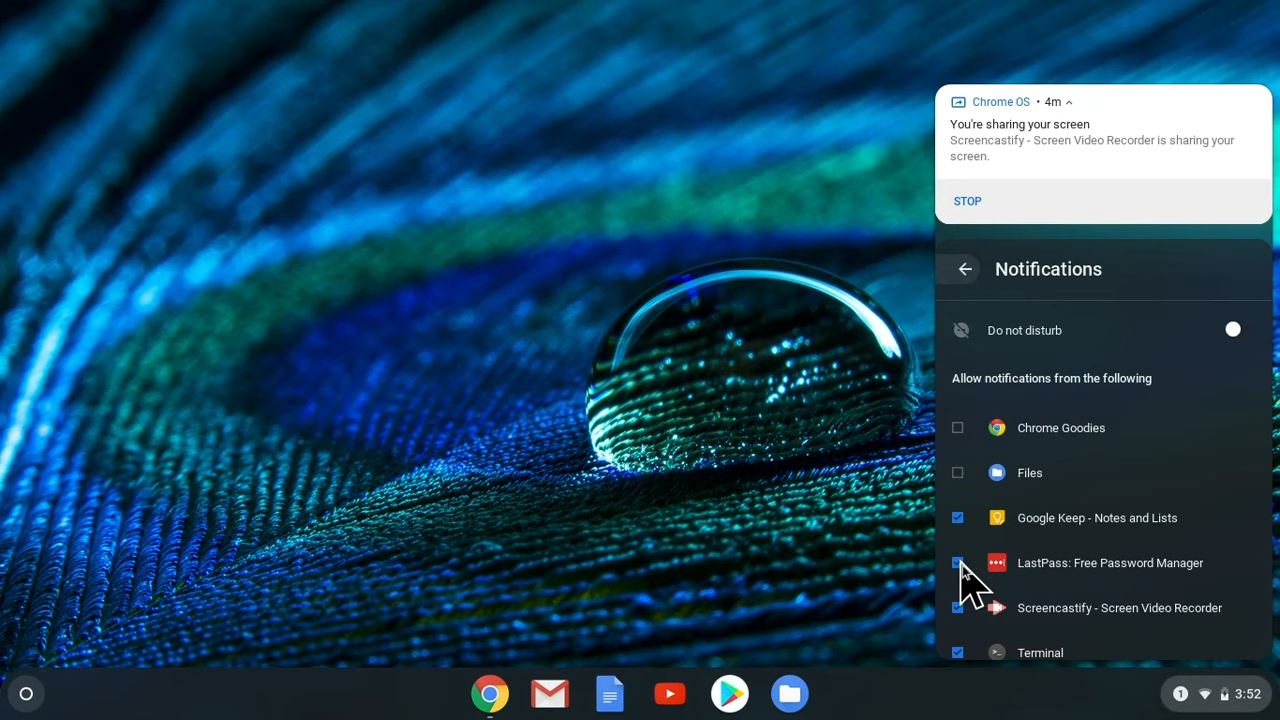 Chrome OS • 4m
You're sharing your screen
Screencastify - Screen Video Recorder is sharing your
screen.
STOP
Notifications
Do not disturb
Allow notifications from the following
Chrome Goodies
Files
Google Keep - Notes and Lists
LastPass: Free Password Manager
Screencastify - Screen Video Recorder
Terminal
1 3:52